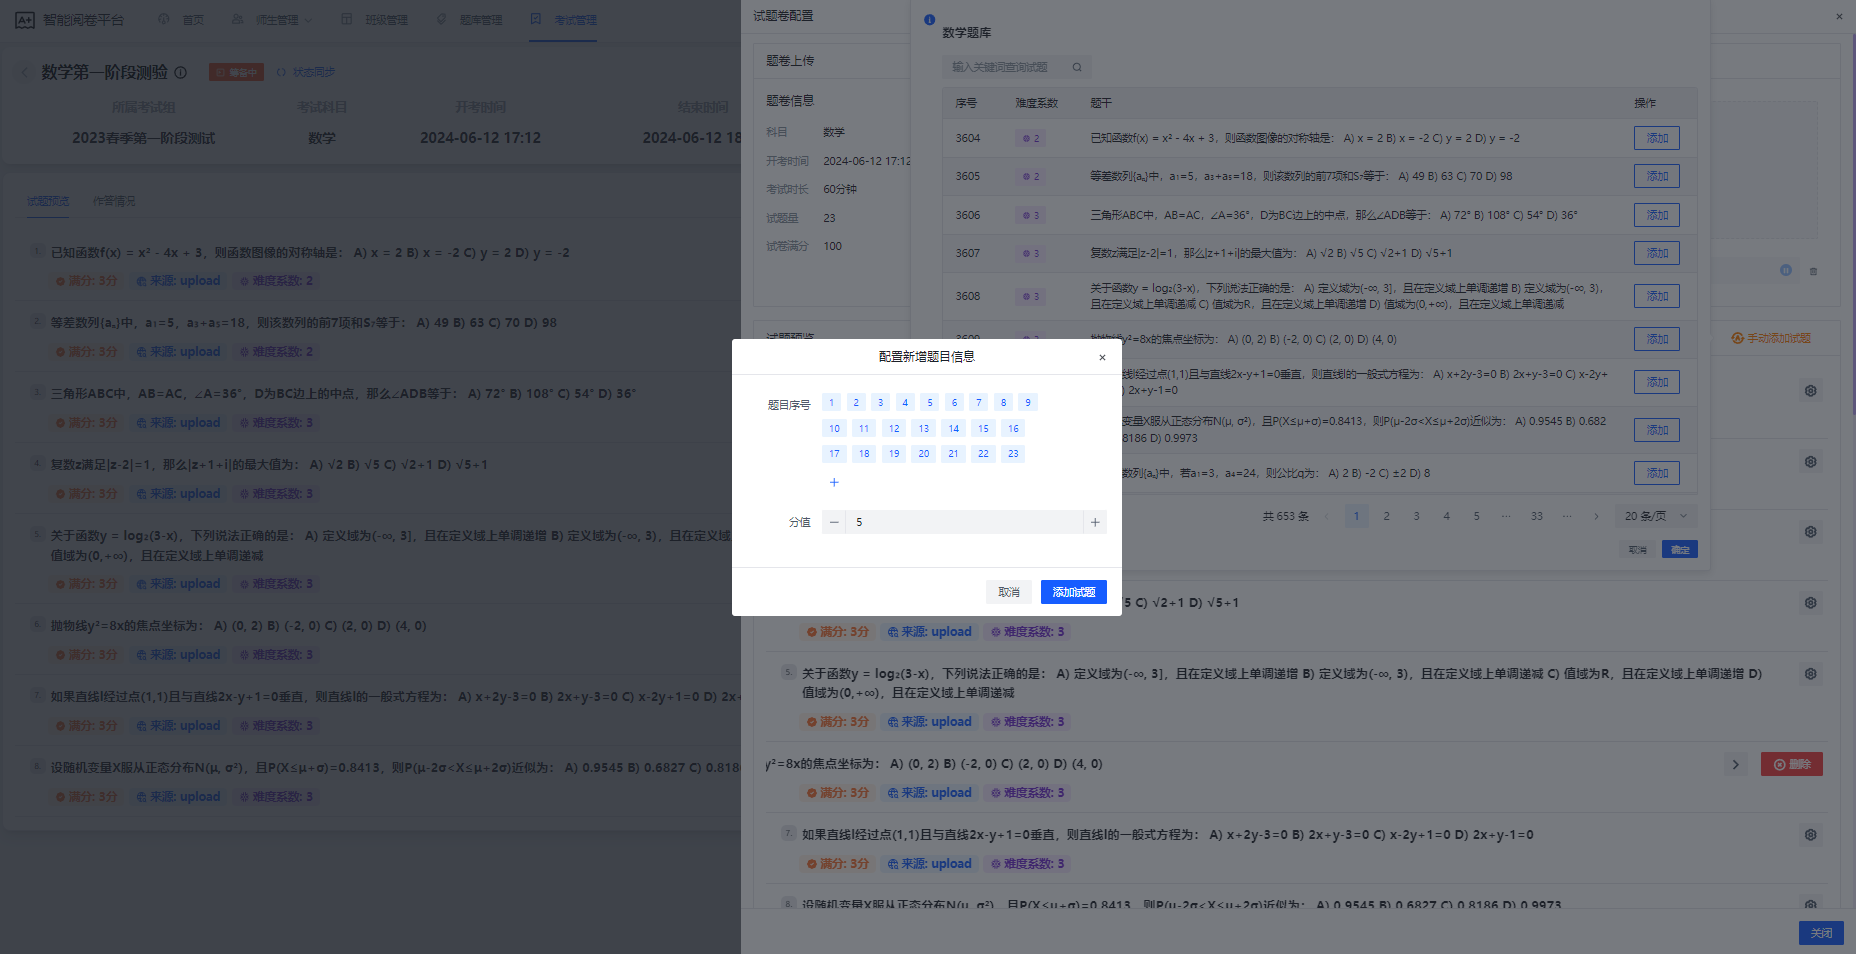 智能阅卷平台
首页
师生管理
班级管理
题库管理
考试管理
数学第一阶段测验
筹备中
状态同步
所属考试组
考试科目
开考时间
结束时间
2023春季第一阶段测试
数学
2024-06-12 17:12
2024-06-12 18
试题预览
作答情况
1. 已知函数f(x) = x² - 4x + 3，则函数图像的对称轴是： A) x = 2 B) x = -2 C) y = 2 D) y = -2
满分: 3分 来源: upload 难度系数: 2
2. 等差数列{aₙ}中，a₁=5，a₃+a₅=18，则该数列的前7项和S₇等于： A) 49 B) 63 C) 70 D) 98
满分: 3分 来源: upload 难度系数: 2
3. 三角形ABC中，AB=AC，∠A=36°，D为BC边上的中点，那么∠ADB等于： A) 72° B) 108° C) 54° D) 36°
满分: 3分 来源: upload 难度系数: 3
4. 复数z满足|z-2|=1，那么|z+1+i|的最大值为： A) √2 B) √5 C) √2+1 D) √5+1
满分: 3分 来源: upload 难度系数: 3
5. 关于函数y = log₂(3-x)，下列说法正确的是： A) 定义域为(-∞, 3]，且在定义域上单调递增 B) 定义域为(-∞, 3)，且在定义域
值域为(0,+∞)，且在定义域上单调递减
满分: 3分 来源: upload 难度系数: 3
6. 抛物线y²=8x的焦点坐标为： A) (0, 2) B) (-2, 0) C) (2, 0) D) (4, 0)
满分: 3分 来源: upload 难度系数: 3
7. 如果直线l经过点(1,1)且与直线2x-y+1=0垂直，则直线l的一般式方程为： A) x+2y-3=0 B) 2x+y-3=0 C) x-2y+1=0 D) 2x+
满分: 3分 来源: upload 难度系数: 3
8. 设随机变量X服从正态分布N(μ, σ²)，且P(X≤μ+σ)=0.8413，则P(μ-2σ<X≤μ+2σ)近似为： A) 0.9545 B) 0.6827 C) 0.8186
满分: 3分 来源: upload 难度系数: 3
试题卷配置
题卷上传
题卷信息
科目 数学
开考时间 2024-06-12 17:12
考试时长 60分钟
试题量 23
试卷满分 100
试题预览
手动添加试题
数学题库
输入关键词查询试题
序号 难度系数 题干 操作
3604 2 已知函数f(x) = x² - 4x + 3，则函数图像的对称轴是： A) x = 2 B) x = -2 C) y = 2 D) y = -2 添加
3605 2 等差数列{aₙ}中，a₁=5，a₃+a₅=18，则该数列的前7项和S₇等于： A) 49 B) 63 C) 70 D) 98 添加
3606 3 三角形ABC中，AB=AC，∠A=36°，D为BC边上的中点，那么∠ADB等于： A) 72° B) 108° C) 54° D) 36° 添加
3607 3 复数z满足|z-2|=1，那么|z+1+i|的最大值为： A) √2 B) √5 C) √2+1 D) √5+1 添加
3608 3 关于函数y = log₂(3-x)，下列说法正确的是： A) 定义域为(-∞, 3]，且在定义域上单调递增 B) 定义域为(-∞, 3)，
且在定义域上单调递减 C) 值域为R，且在定义域上单调递增 D) 值域为(0,+∞)，且在定义域上单调递减 添加
3609 抛物线y²=8x的焦点坐标为： A) (0, 2) B) (-2, 0) C) (2, 0) D) (4, 0) 添加
l经过点(1,1)且与直线2x-y+1=0垂直，则直线l的一般式方程为： A) x+2y-3=0 B) 2x+y-3=0 C) x-2y+
) 2x+y-1=0 添加
变量X服从正态分布N(μ, σ²)，且P(X≤μ+σ)=0.8413，则P(μ-2σ<X≤μ+2σ)近似为： A) 0.9545 B) 0.682
8186 D) 0.9973 添加
数列{aₙ}中，若a₁=3，a₄=24，则公比q为： A) 2 B) -2 C) ±2 D) 8 添加
共 653 条 1 2 3 4 5 ··· 33 ··· 20 条/页
取消 确定
配置新增题目信息
题目序号 1 2 3 4 5 6 7 8 9
10 11 12 13 14 15 16
17 18 19 20 21 22 23
+
分值 − 5 +
取消 添加试题
5 C) √2+1 D) √5+1
满分: 3分 来源: upload 难度系数: 3
5. 关于函数y = log₂(3-x)，下列说法正确的是： A) 定义域为(-∞, 3]，且在定义域上单调递增 B) 定义域为(-∞, 3)，且在定义域上单调递减 C) 值域为R，且在定义域上单调递增 D)
值域为(0,+∞)，且在定义域上单调递减
满分: 3分 来源: upload 难度系数: 3
y²=8x的焦点坐标为： A) (0, 2) B) (-2, 0) C) (2, 0) D) (4, 0)
删除
满分: 3分 来源: upload 难度系数: 3
7. 如果直线l经过点(1,1)且与直线2x-y+1=0垂直，则直线l的一般式方程为： A) x+2y-3=0 B) 2x+y-3=0 C) x-2y+1=0 D) 2x+y-1=0
满分: 3分 来源: upload 难度系数: 3
8. 设随机变量X服从正态分布N(μ, σ²)，且P(X≤μ+σ)=0.8413，则P(μ-2σ<X≤μ+2σ)近似为： A) 0.9545 B) 0.6827 C) 0.8186 D) 0.9973
关闭